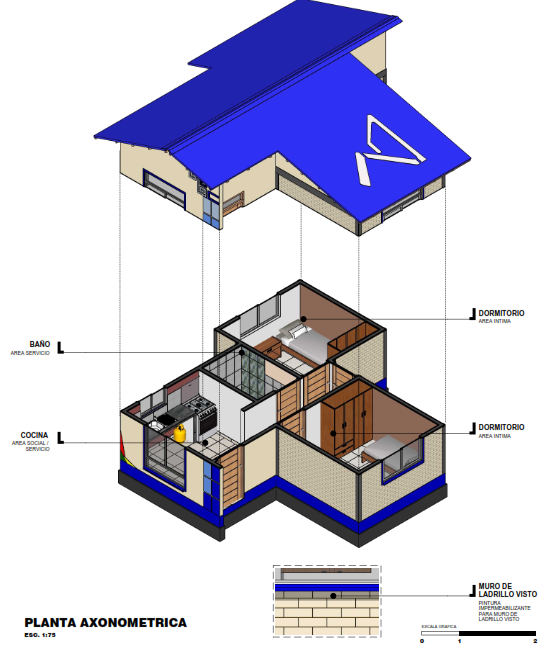 DORMITORIO
AREA INTIMA
BAÑO
AREA SERVICIO
DORMITORIO
AREA INTIMA
COCINA
AREA SOCIAL /
SERVICIO
MURO DE
LADRILLO VISTO
PINTURA
IMPERMEABILIZANTE
PARA MURO DE
LADRILLO VISTO
PLANTA AXONOMETRICA
ESC. 1:75
ESCALA GRAFICA
0 1 2